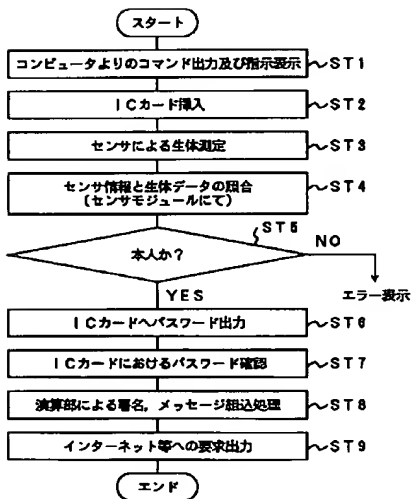 スタート
コンピュータよりのコマンド出力及び指示表示 ST1
ICカード挿入 ST2
センサによる生体測定 ST3
センサ情報と生体データの照合
(センサモジュールにて) ST4
ST5
本人か? NO
YES エラー表示
ICカードへパスワード出力 ST6
ICカードにおけるパスワード確認 ST7
演算部による署名,メッセージ組込処理 ST8
インターネット等への要求出力 ST9
エンド